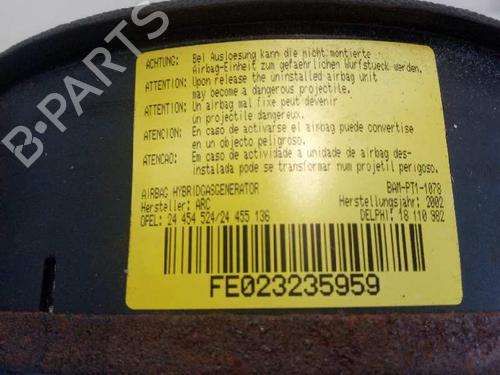 B-PARTS
ACHTUNG: Bei Ausloesung kann die nicht montierte
Airbag-Einheit zum gefaehrlichen Wurfstueck werden.
ATTENTION: Upon release the uninstalled airbag unit
may become a dangerous projectile.
ATTENTION: Un airbag mal fixe peut devenir
un projectile dangereux.
ATENCION: En caso de activarse el airbag puede convertise
en un objecto peligroso.
ATENCAO: Em caso de actividade a unidade de airbag des-
instalada pode se transformar num projetil perigoso.
AIRBAG HYBRIDGASGENERATOR BAM-PT1-1078
Hersteller: ARC Herstellungsjahr: 2002
OPEL: 24 454 524/24 455 136 DELPHI: 18 110 382
FE023235959